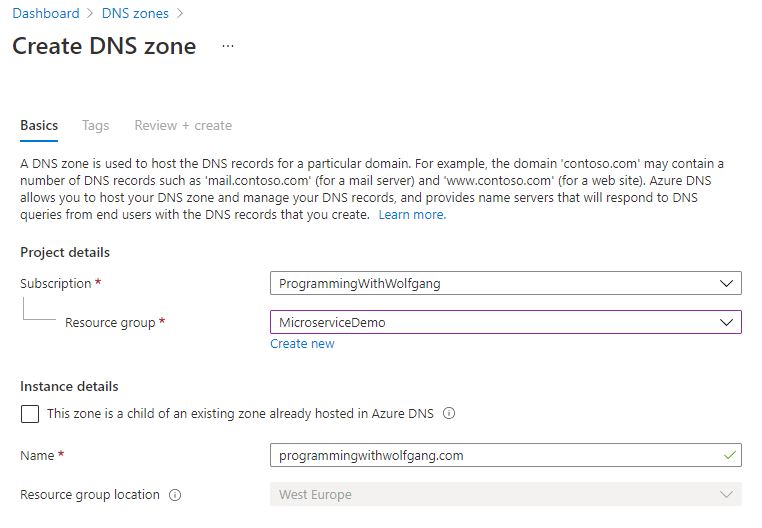 Dashboard > DNS zones >
Create DNS zone ...
Basics Tags Review + create
A DNS zone is used to host the DNS records for a particular domain. For example, the domain 'contoso.com' may contain a
number of DNS records such as 'mail.contoso.com' (for a mail server) and 'www.contoso.com' (for a web site). Azure DNS
allows you to host your DNS zone and manage your DNS records, and provides name servers that will respond to DNS
queries from end users with the DNS records that you create. Learn more.
Project details
Subscription * ProgrammingWithWolfgang
Resource group * MicroserviceDemo
Create new
Instance details
This zone is a child of an existing zone already hosted in Azure DNS
Name * programmingwithwolfgang.com
Resource group location West Europe